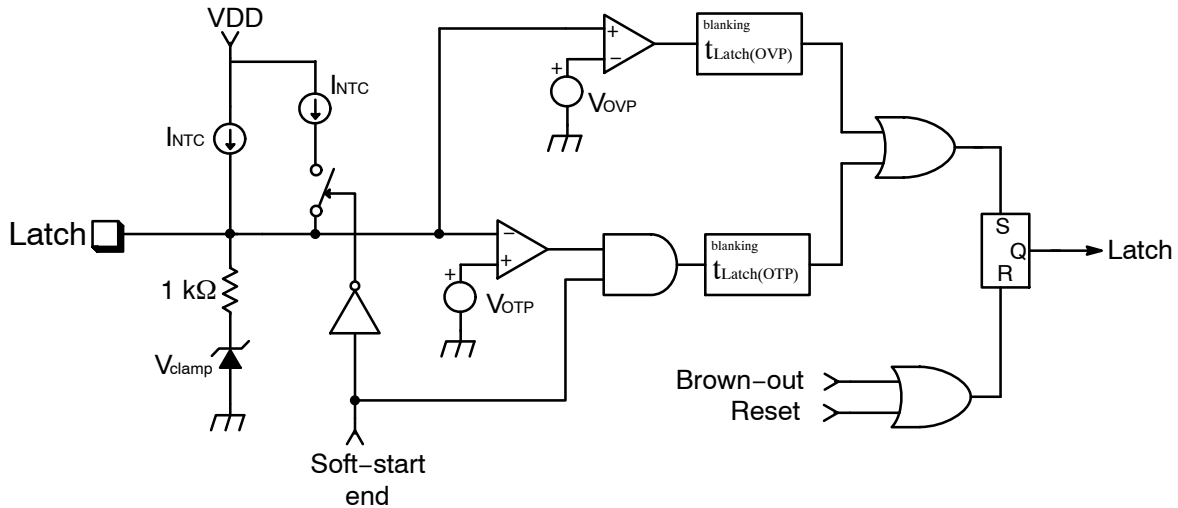 VDD
INTC
INTC
+
−
+
VOVP
blanking
tLatch(OVP)
Latch
−
+
+
VOTP
blanking
tLatch(OTP)
S
Q
R
Latch
1 kΩ
Vclamp
Brown−out
Reset
Soft−start
end